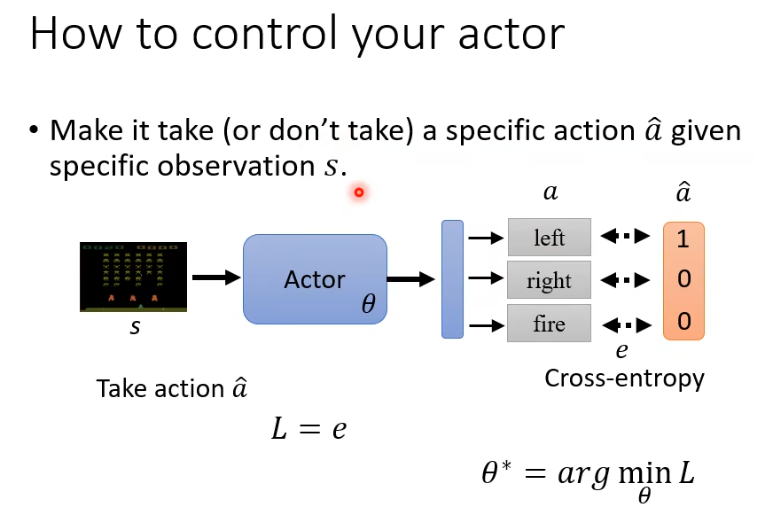 How to control your actor
• Make it take (or don't take) a specific action â given
specific observation s.
a
â
left
1
Actor
right
0
θ
fire
0
s
e
Take action â
Cross-entropy
L = e
θ* = arg min L
θ